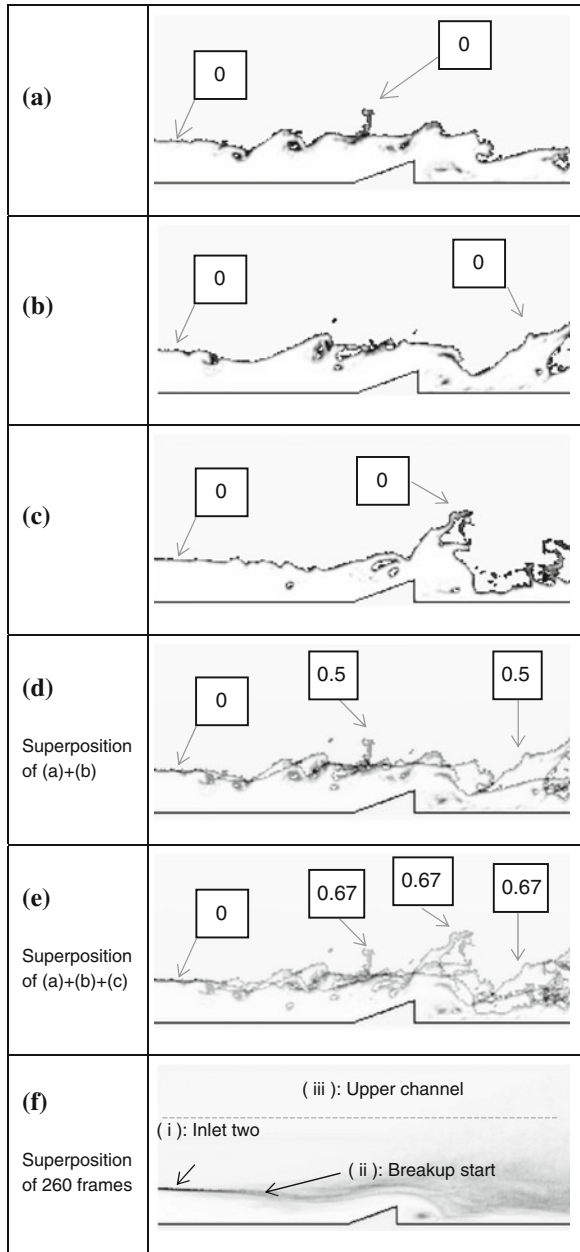 (a)
0
0
(b)
0
0
(c)
0
0
(d)
Superposition
of (a)+(b)
0
0.5
0.5
(e)
Superposition
of (a)+(b)+(c)
0
0.67
0.67
0.67
(f)
Superposition
of 260 frames
( iii ): Upper channel
( i ): Inlet two
( ii ): Breakup start